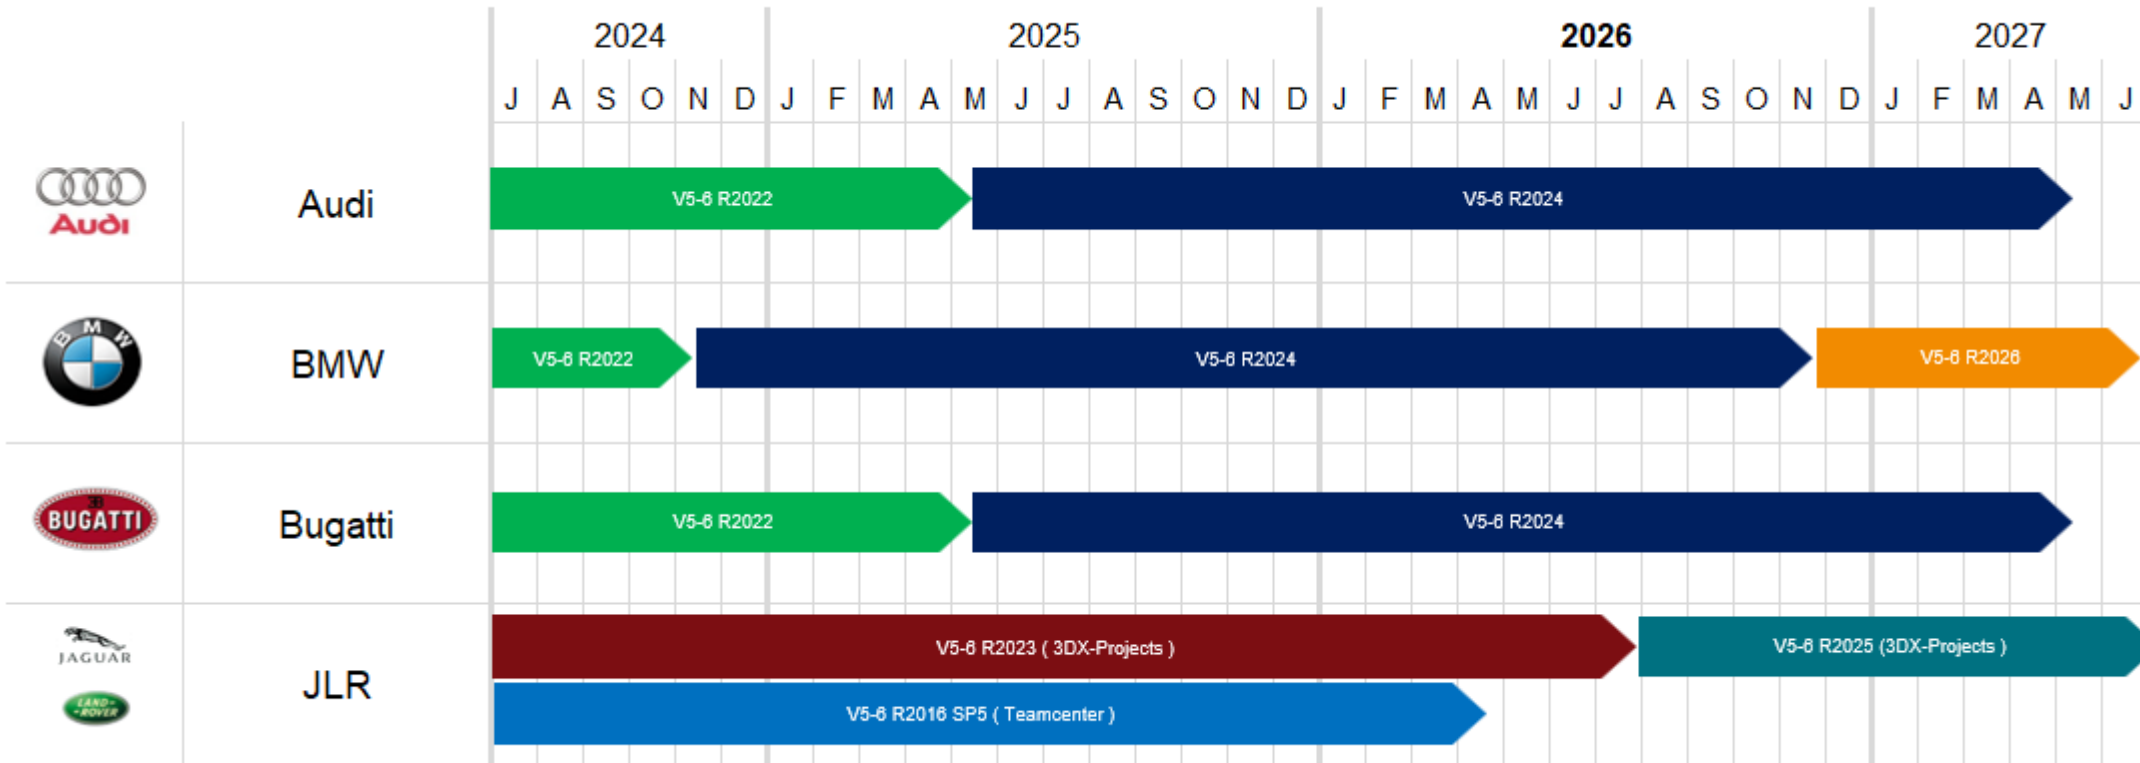 2024 2025 2026 2027
J A S O N D J F M A M J J A S O N D J F M A M J J A S O N D J F M A M J
Audi
Audi
V5-6 R2022
V5-6 R2024
BMW
BMW
V5-6 R2022
V5-6 R2024
V5-6 R2026
BUGATTI
Bugatti
V5-6 R2022
V5-6 R2024
JAGUAR
LAND-
-ROVER
JLR
V5-6 R2023 ( 3DX-Projects )
V5-6 R2025 (3DX-Projects )
V5-6 R2016 SP5 ( Teamcenter )